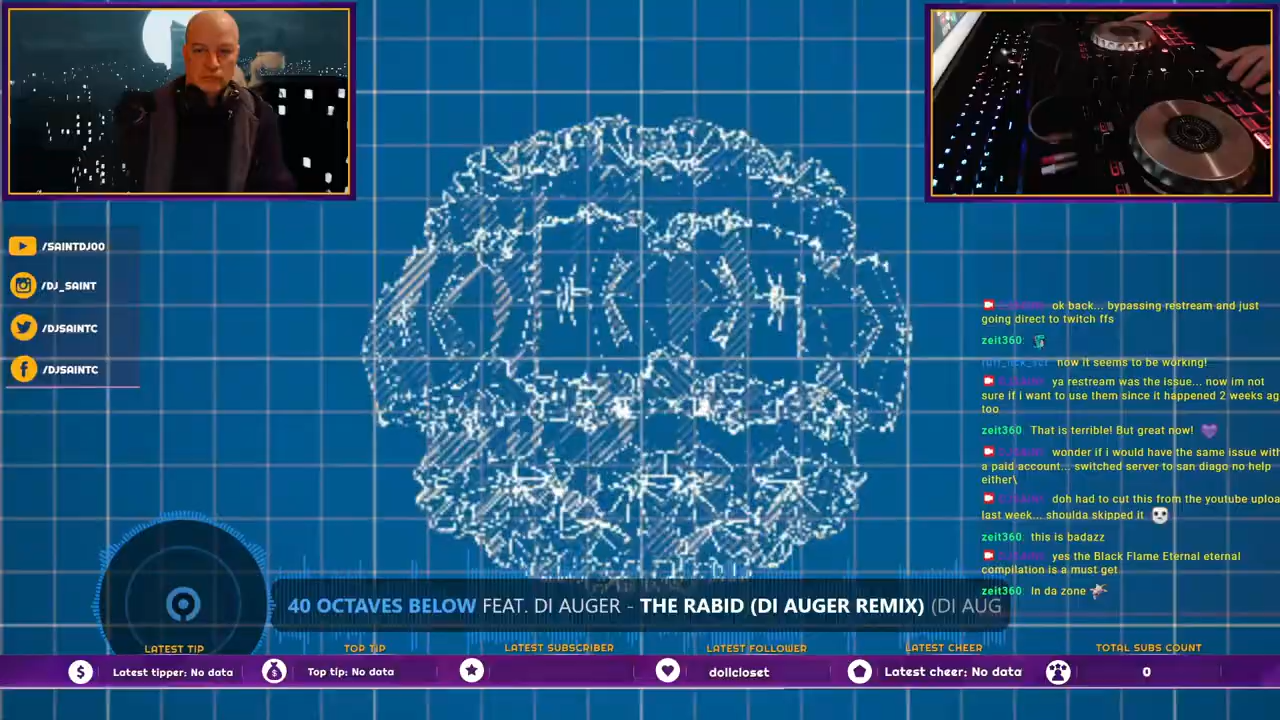 /SAINTDJ00
/DJ_SAINT
/DJSAINTC
/DJSAINTC
ok back... bypassing restream and just
going direct to twitch ffs
zeit360:
now it seems to be working!
ya restream was the issue... now im not
sure if i want to use them since it happened 2 weeks ag
too
zeit360: That is terrible! But great now!
wonder if i would have the same issue with
a paid account... switched server to san diago no help
either\
doh had to cut this from the youtube uploa
last week... shoulda skipped it
zeit360: this is badazz
yes the Black Flame Eternal eternal
compilation is a must get
zeit360: In da zone
40 OCTAVES BELOW FEAT. DI AUGER - THE RABID (DI AUGER REMIX) (DI AUG
LATEST TIP
TOP TIP
LATEST SUBSCRIBER
LATEST FOLLOWER
LATEST CHEER
TOTAL SUBS COUNT
Latest tipper: No data
Top tip: No data
dollcloset
Latest cheer: No data
0